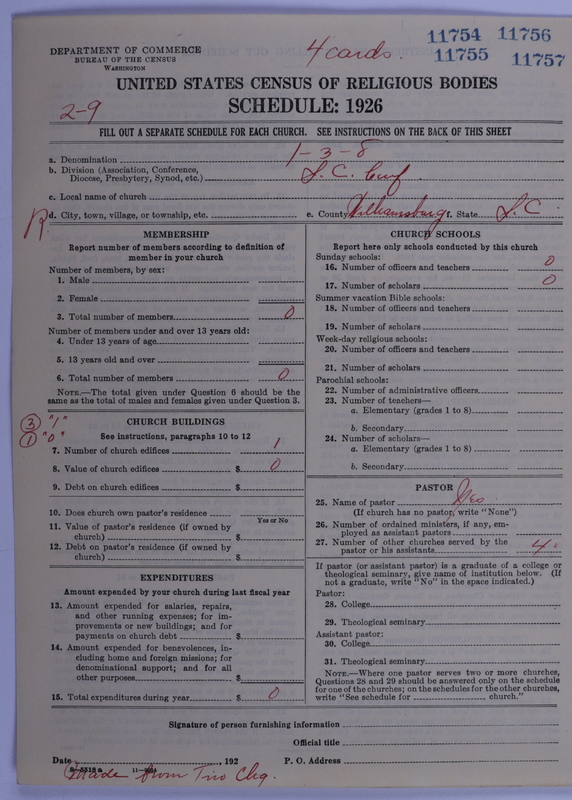 DEPARTMENT OF COMMERCE
BUREAU OF THE CENSUS
WASHINGTON
4 cards.
11754 11756
11755 11757
UNITED STATES CENSUS OF RELIGIOUS BODIES
SCHEDULE: 1926
2-9
FILL OUT A SEPARATE SCHEDULE FOR EACH CHURCH. SEE INSTRUCTIONS ON THE BACK OF THIS SHEET
a. Denomination 1-3-8
b. Division (Association, Conference,
Diocese, Presbytery, Synod, etc.) S.C. Conf
c. Local name of church
R d. City, town, village, or township, etc. e. County Williamsburg f. State S.C
MEMBERSHIP
Report number of members according to definition of
member in your church
Number of members, by sex:
1. Male
2. Female
3. Total number of members 0
Number of members under and over 13 years old:
4. Under 13 years of age
5. 13 years old and over
6. Total number of members 0
NOTE.—The total given under Question 6 should be the
same as the total of males and females given under Question 3.
③ "1"
① "0"
CHURCH BUILDINGS
See instructions, paragraphs 10 to 12
7. Number of church edifices 1
8. Value of church edifices $ 0
9. Debt on church edifices $
10. Does church own pastor's residence
Yes or No
11. Value of pastor's residence (if owned by
church) $
12. Debt on pastor's residence (if owned by
church) $
EXPENDITURES
Amount expended by your church during last fiscal year
13. Amount expended for salaries, repairs,
and other running expenses; for im-
provements or new buildings; and for
payments on church debt $
14. Amount expended for benevolences, in-
cluding home and foreign missions; for
denominational support; and for all
other purposes $
15. Total expenditures during year $ 0
CHURCH SCHOOLS
Report here only schools conducted by this church
Sunday schools:
16. Number of officers and teachers 0
17. Number of scholars 0
Summer vacation Bible schools:
18. Number of officers and teachers
19. Number of scholars
Week-day religious schools:
20. Number of officers and teachers
21. Number of scholars
Parochial schools:
22. Number of administrative officers
23. Number of teachers—
a. Elementary (grades 1 to 8)
b. Secondary
24. Number of scholars—
a. Elementary (grades 1 to 8)
b. Secondary
PASTOR
25. Name of pastor Yes
(If church has no pastor, write "None")
26. Number of ordained ministers, if any, em-
ployed as assistant pastors
27. Number of other churches served by the
pastor or his assistants 4
If pastor (or assistant pastor) is a graduate of a college or
theological seminary, give name of institution below. (If
not a graduate, write "No" in the space indicated.)
Pastor:
28. College
29. Theological seminary
Assistant pastor:
30. College
31. Theological seminary
NOTE.—Where one pastor serves two or more churches,
Questions 28 and 29 should be answered only on the schedule
for one of the churches; on the schedules for the other churches,
write "See schedule for church."
Signature of person furnishing information
Official title
Date , 192 P. O. Address
Made from Two Chg.